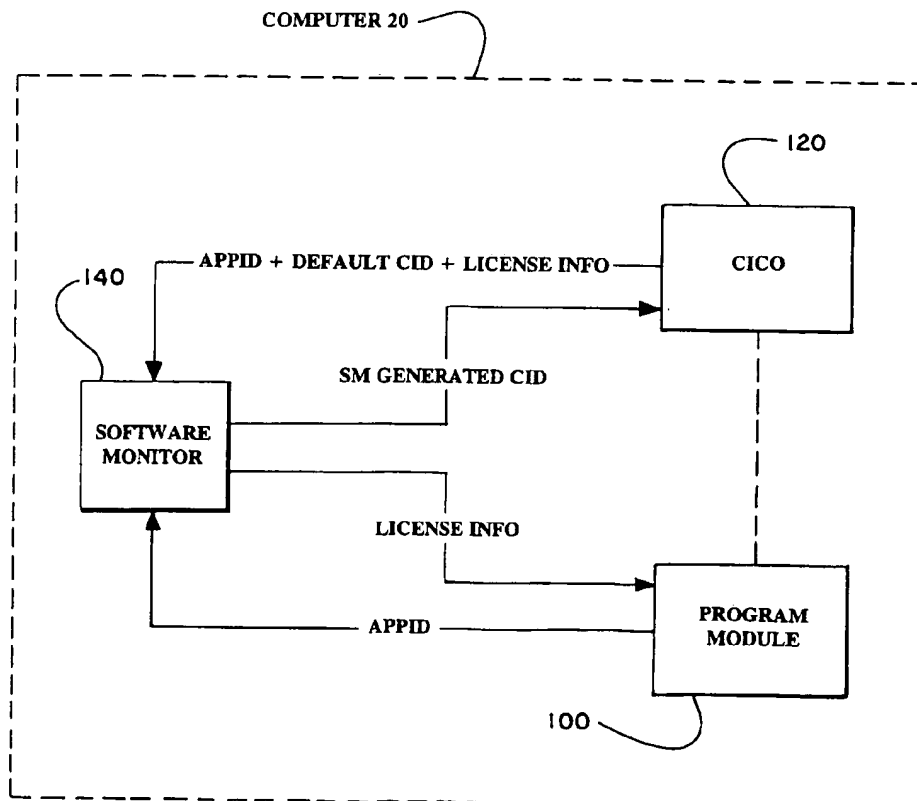 COMPUTER 20
120
CICO
APPID + DEFAULT CID + LICENSE INFO
140
SM GENERATED CID
SOFTWARE
MONITOR
LICENSE INFO
PROGRAM
MODULE
APPID
100